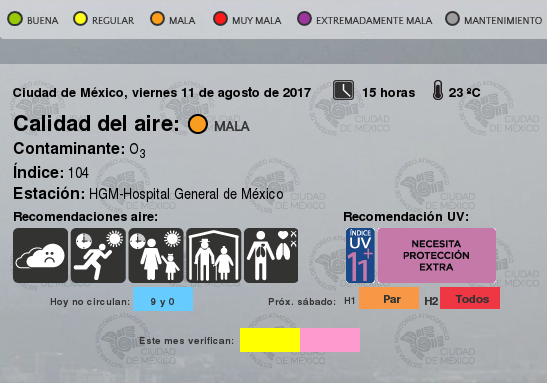 BUENA REGULAR MALA MUY MALA EXTREMADAMENTE MALA MANTENIMIENTO
Ciudad de México, viernes 11 de agosto de 2017 15 horas 23 ºC
Calidad del aire: MALA
Contaminante: O3
Índice: 104
Estación: HGM-Hospital General de México
Recomendaciones aire: Recomendación UV:
ÍNDICE
UV
11+
NECESITA
PROTECCIÓN
EXTRA
Hoy no circulan: 9 y 0 Próx. sábado: H1 Par H2 Todos
Este mes verifican: